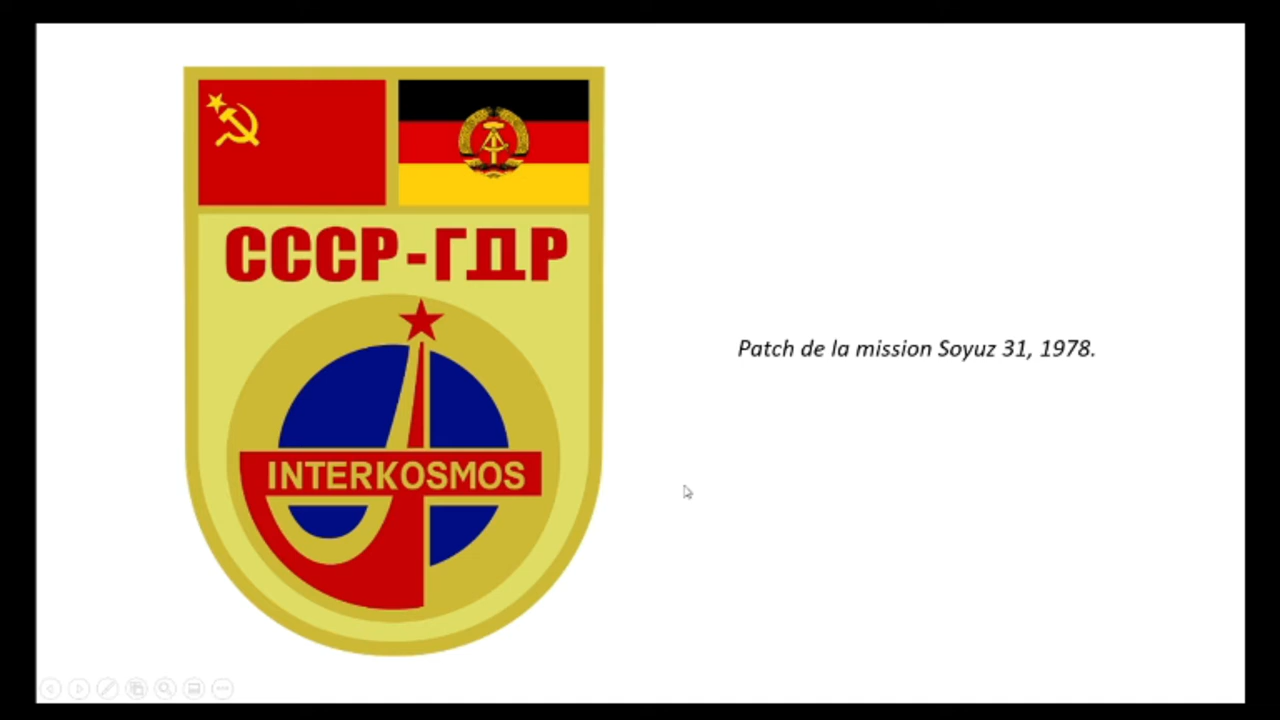 СССР-ГДР
INTERKOSMOS
Patch de la mission Soyuz 31, 1978.